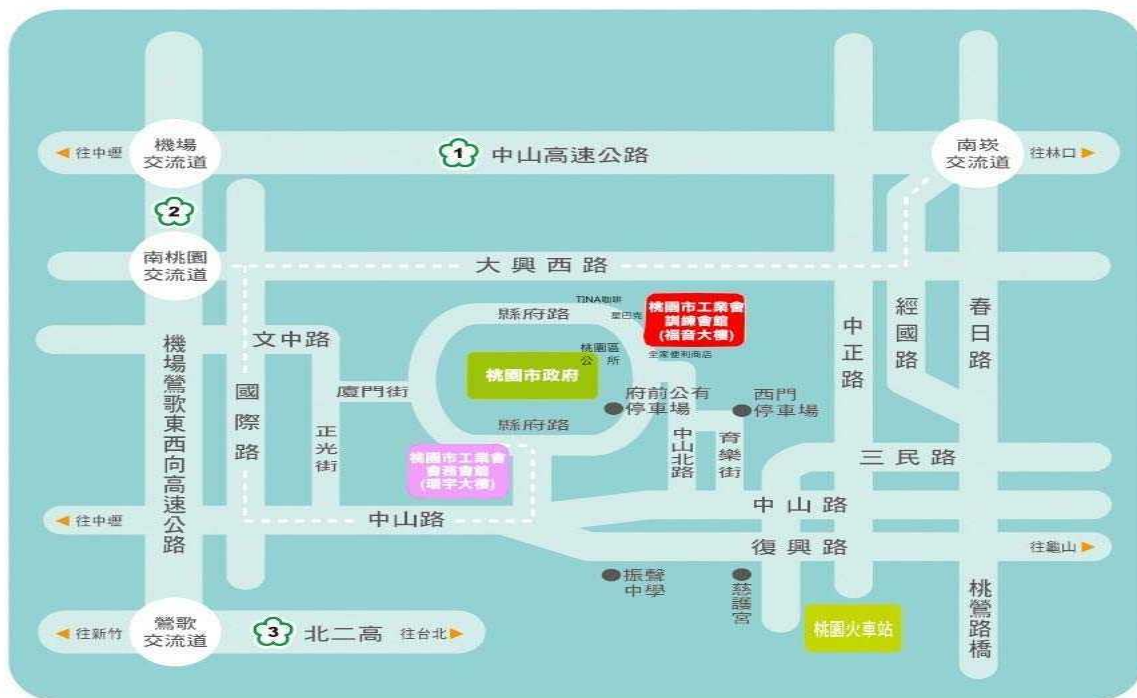 機場
交流道
往中壢
1
中山高速公路
南崁
交流道
往林口
2
南桃園
交流道
大興西路
TINA咖啡
星巴克
縣府路
桃園市工業會
訓練會館
(福音大樓)
全家便利商店
桃園區
公所
桃園市政府
文中路
廈門街
國際路
正光街
機場鶯歌東西向高速公路
中正路
經國路
春日路
府前公有
停車場
西門
停車場
縣府路
中山北路
育樂街
三民路
桃園市工業會
會務會館
(環宇大樓)
往中壢
中山路
中山路
復興路
往龜山
振聲
中學
慈護宮
桃園火車站
桃鶯路橋
鶯歌
交流道
往新竹
3
北二高
往台北